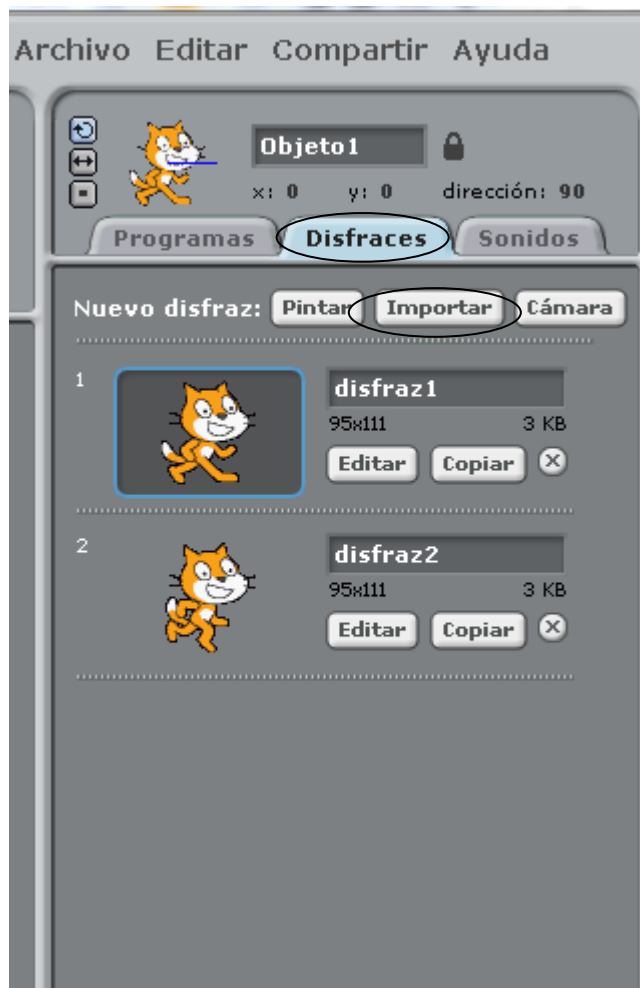 Archivo Editar Compartir Ayuda
Objeto1
x: 0 y: 0 dirección: 90
Programas Disfraces Sonidos
Nuevo disfraz: Pintar Importar Cámara
1
disfraz1
95x111 3 KB
Editar Copiar
2
disfraz2
95x111 3 KB
Editar Copiar